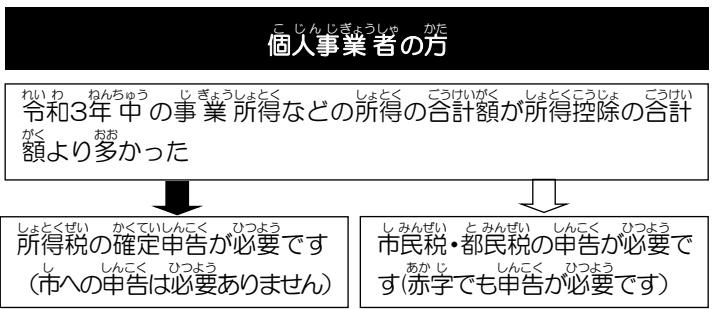 個人事業者の方
令和3年中の事業所得などの所得の合計額が所得控除の合計
額より多かった
所得税の確定申告が必要です
（市への申告は必要ありません）
市民税・都民税の申告が必要で
す（赤字でも申告が必要です）